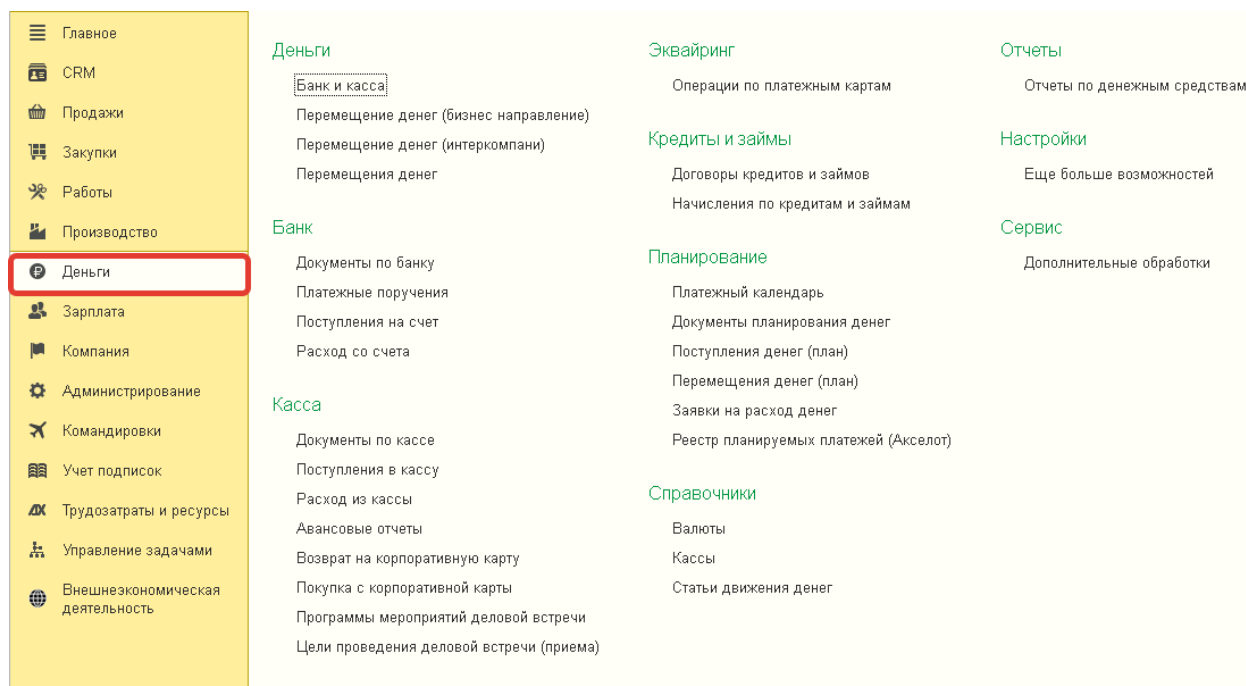 Главное
CRM
Продажи
Закупки
Работы
Производство
Деньги
Зарплата
Компания
Администрирование
Командировки
Учет подписок
Трудозатраты и ресурсы
Управление задачами
Внешнеэкономическая
деятельность
Деньги
Банк и касса
Перемещение денег (бизнес направление)
Перемещение денег (интеркомпани)
Перемещения денег
Банк
Документы по банку
Платежные поручения
Поступления на счет
Расход со счета
Касса
Документы по кассе
Поступления в кассу
Расход из кассы
Авансовые отчеты
Возврат на корпоративную карту
Покупка с корпоративной карты
Программы мероприятий деловой встречи
Цели проведения деловой встречи (приема)
Эквайринг
Операции по платежным картам
Кредиты и займы
Договоры кредитов и займов
Начисления по кредитам и займам
Планирование
Платежный календарь
Документы планирования денег
Поступления денег (план)
Перемещения денег (план)
Заявки на расход денег
Реестр планируемых платежей (Акселот)
Справочники
Валюты
Кассы
Статьи движения денег
Отчеты
Отчеты по денежным средствам
Настройки
Еще больше возможностей
Сервис
Дополнительные обработки